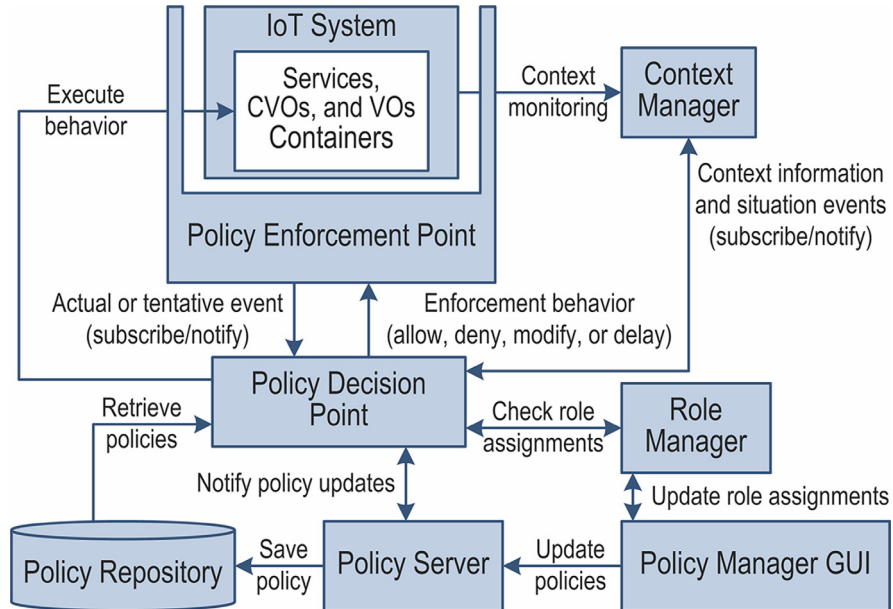 IoT System
Services,
CVOs, and VOs
Containers
Execute
behavior
Context
monitoring
Context
Manager
Context information
and situation events
(subscribe/notify)
Policy Enforcement Point
Actual or tentative event
(subscribe/notify)
Enforcement behavior
(allow, deny, modify, or delay)
Policy Decision
Point
Retrieve
policies
Check role
assignments
Role
Manager
Notify policy updates
Update role assignments
Policy Repository
Save
policy
Policy Server
Update
policies
Policy Manager GUI